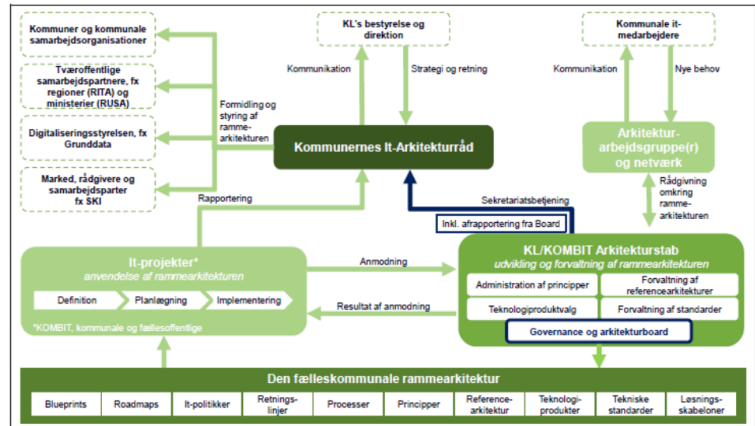 Kommuner og kommunale
samarbejdsorganisationer
Tværoffentlige
samarbejdspartnere, fx
regioner (RITA) og
ministerier (RUSA)
Digitaliseringsstyrelsen, fx
Grunddata
Marked, rådgivere og
samarbejdsparter
fx SKI
Formidling og
styring af
ramme-
arkitekturen
KL's bestyrelse og
direktion
Kommunikation
Strategi og retning
Kommunernes It-Arkitekturråd
Kommunale it-
medarbejdere
Kommunikation
Nye behov
Arkitektur-
arbejdsgruppe(r)
og netværk
Rådgivning
omkring
ramme-
arkitekturen
Rapportering
Sekretariatsbetjening
Inkl. afrapportering fra Board
It-projekter*
anvendelse af rammearkitekturen
Definition
Planlægning
Implementering
*KOMBIT, kommunale og fællesoffentlige
Anmodning
Resultat af anmodning
KL/KOMBIT Arkitekturstab
udvikling og forvaltning af rammearkitekturen
Administration af principper
Forvaltning af
referencearkitekturer
Teknologiproduktvalg
Forvaltning af standarder
Governance og arkitekturboard
Den fælleskommunale rammearkitektur
Blueprints
Roadmaps
It-politikker
Retnings-
linjer
Processer
Principper
Reference-
arkitektur
Teknologi-
produkter
Tekniske
standarder
Løsnings-
skabeloner